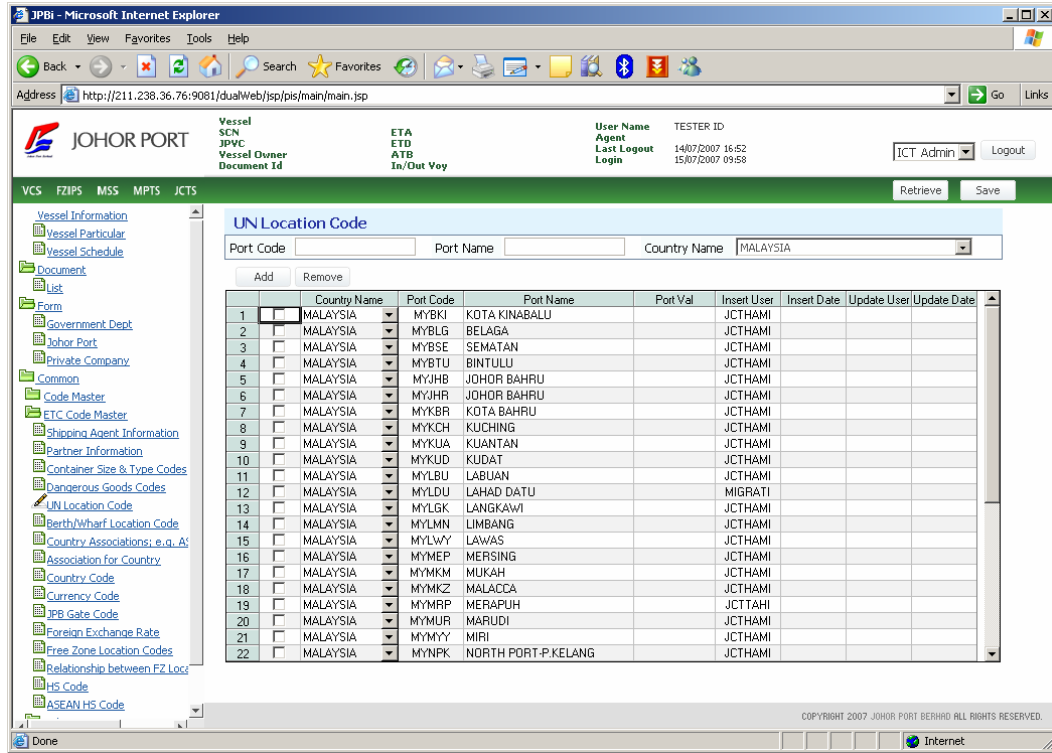 JPBi - Microsoft Internet Explorer
File Edit View Favorites Tools Help
Back Search Favorites
Address http://211.238.36.76:9081/dualWeb/jsp/pis/main/main.jsp Go Links
JOHOR PORT
Vessel
SCN ETA
JPVC ETD
Vessel Owner ATB
Document Id In/Out Voy
User Name TESTER ID
Agent
Last Logout 14/07/2007 16:52
Login 15/07/2007 09:58
ICT Admin Logout
VCS FZIPS MSS MPTS JCTS Retrieve Save
Vessel Information
Vessel Particular
Vessel Schedule
Document
List
Form
Government Dept
Johor Port
Private Company
Common
Code Master
ETC Code Master
Shipping Agent Information
Partner Information
Container Size & Type Codes
Dangerous Goods Codes
UN Location Code
Berth/Wharf Location Code
Country Associations; e.g. AS
Association for Country
Country Code
Currency Code
JPB Gate Code
Foreign Exchange Rate
Free Zone Location Codes
Relationship between FZ Loca
HS Code
ASEAN HS Code
UN Location Code
Port Code Port Name Country Name MALAYSIA
Add Remove
Country Name Port Code Port Name Port Val Insert User Insert Date Update User Update Date
1 MALAYSIA MYBKI KOTA KINABALU JCTHAMI
2 MALAYSIA MYBLG BELAGA JCTHAMI
3 MALAYSIA MYBSE SEMATAN JCTHAMI
4 MALAYSIA MYBTU BINTULU JCTHAMI
5 MALAYSIA MYJHB JOHOR BAHRU JCTHAMI
6 MALAYSIA MYJHR JOHOR BAHRU JCTHAMI
7 MALAYSIA MYKBR KOTA BAHRU JCTHAMI
8 MALAYSIA MYKCH KUCHING JCTHAMI
9 MALAYSIA MYKUA KUANTAN JCTHAMI
10 MALAYSIA MYKUD KUDAT JCTHAMI
11 MALAYSIA MYLBU LABUAN JCTHAMI
12 MALAYSIA MYLDU LAHAD DATU MIGRATI
13 MALAYSIA MYLGK LANGKAWI JCTHAMI
14 MALAYSIA MYLMN LIMBANG JCTHAMI
15 MALAYSIA MYLWY LAWAS JCTHAMI
16 MALAYSIA MYMEP MERSING JCTHAMI
17 MALAYSIA MYMKM MUKAH JCTHAMI
18 MALAYSIA MYMKZ MALACCA JCTHAMI
19 MALAYSIA MYMRP MERAPUH JCTTAHI
20 MALAYSIA MYMUR MARUDI JCTHAMI
21 MALAYSIA MYMYY MIRI JCTHAMI
22 MALAYSIA MYNPK NORTH PORT-P.KELANG JCTHAMI
COPYRIGHT 2007 JOHOR PORT BERHAD ALL RIGHTS RESERVED.
Done Internet